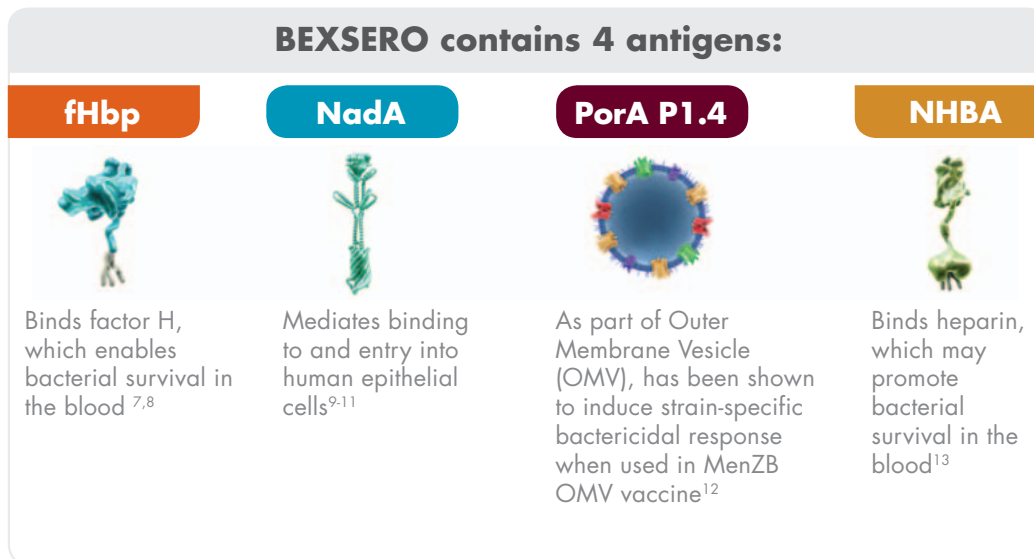 BEXSERO contains 4 antigens:
fHbp
NadA
PorA P1.4
NHBA
Binds factor H,
which enables
bacterial survival in
the blood 7,8
Mediates binding
to and entry into
human epithelial
cells9-11
As part of Outer
Membrane Vesicle
(OMV), has been shown
to induce strain-specific
bactericidal response
when used in MenZB
OMV vaccine12
Binds heparin,
which may
promote
bacterial
survival in the
blood13